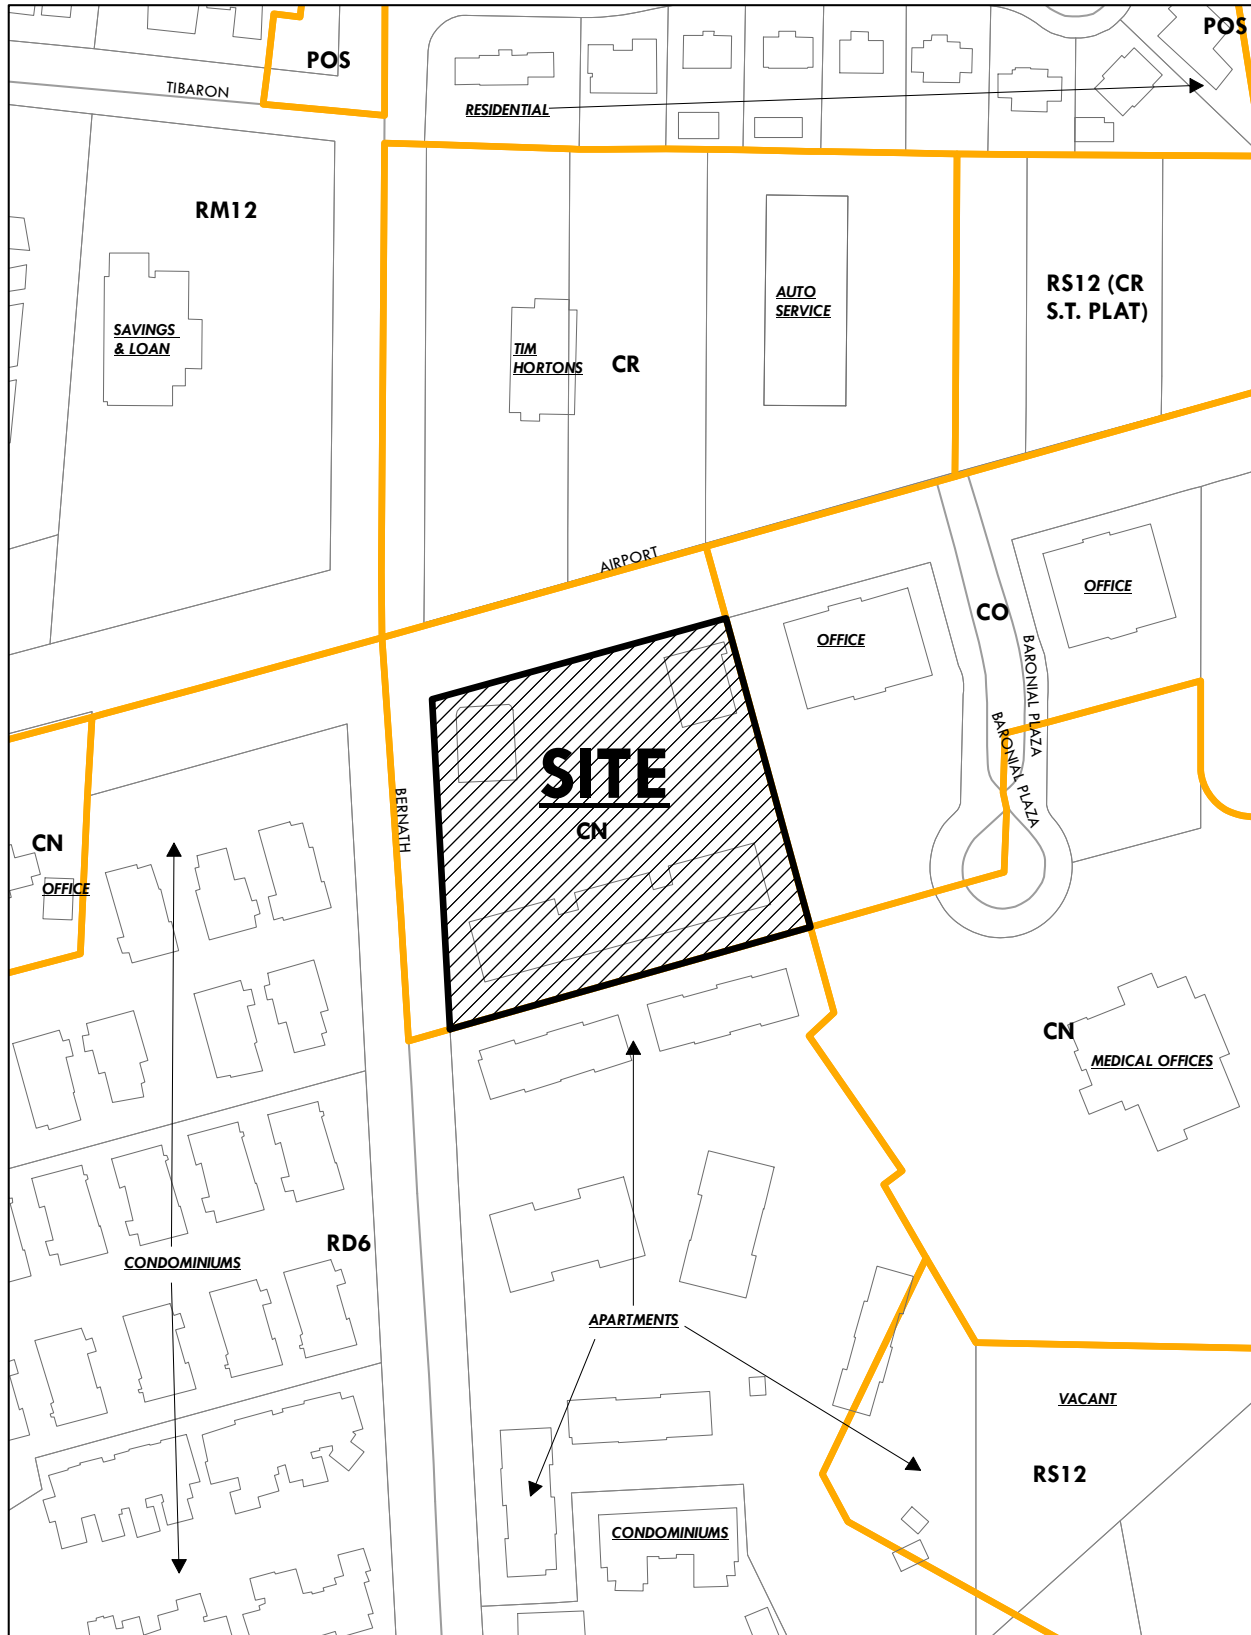 POS
POS
TIBARON
RESIDENTIAL
RM12
RS12 (CR
S.T. PLAT)
AUTO
SERVICE
SAVINGS
& LOAN
TIM
HORTONS
CR
AIRPORT
OFFICE
CO
OFFICE
BARONIAL PLAZA
BARONIAL PLAZA
SITE
CN
BERNATH
CN
OFFICE
CN
MEDICAL OFFICES
RD6
CONDOMINIUMS
APARTMENTS
VACANT
RS12
CONDOMINIUMS